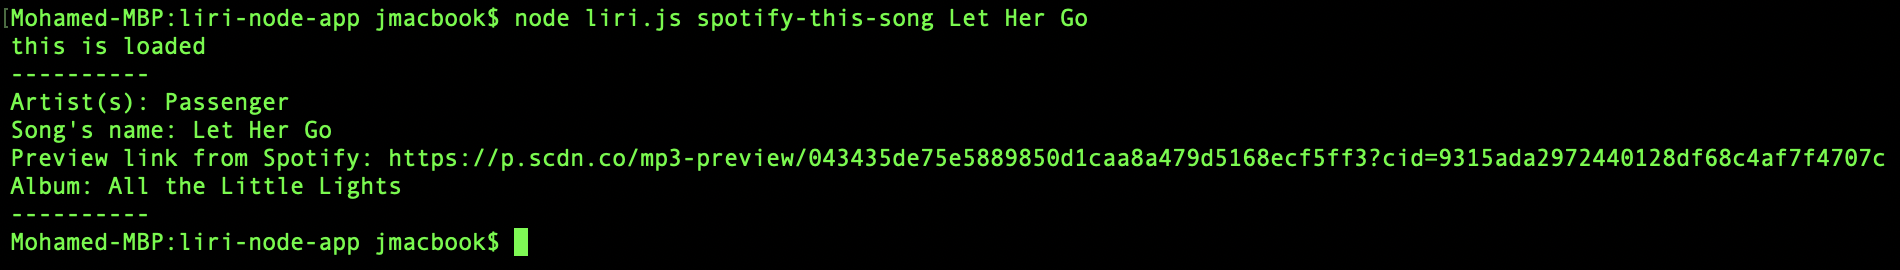 [Mohamed-MBP:liri-node-app jmacbook$ node liri.js spotify-this-song Let Her Go
this is loaded
----------
Artist(s): Passenger
Song's name: Let Her Go
Preview link from Spotify: https://p.scdn.co/mp3-preview/043435de75e5889850d1caa8a479d5168ecf5ff3?cid=9315ada2972440128df68c4af7f4707c
Album: All the Little Lights
----------
Mohamed-MBP:liri-node-app jmacbook$